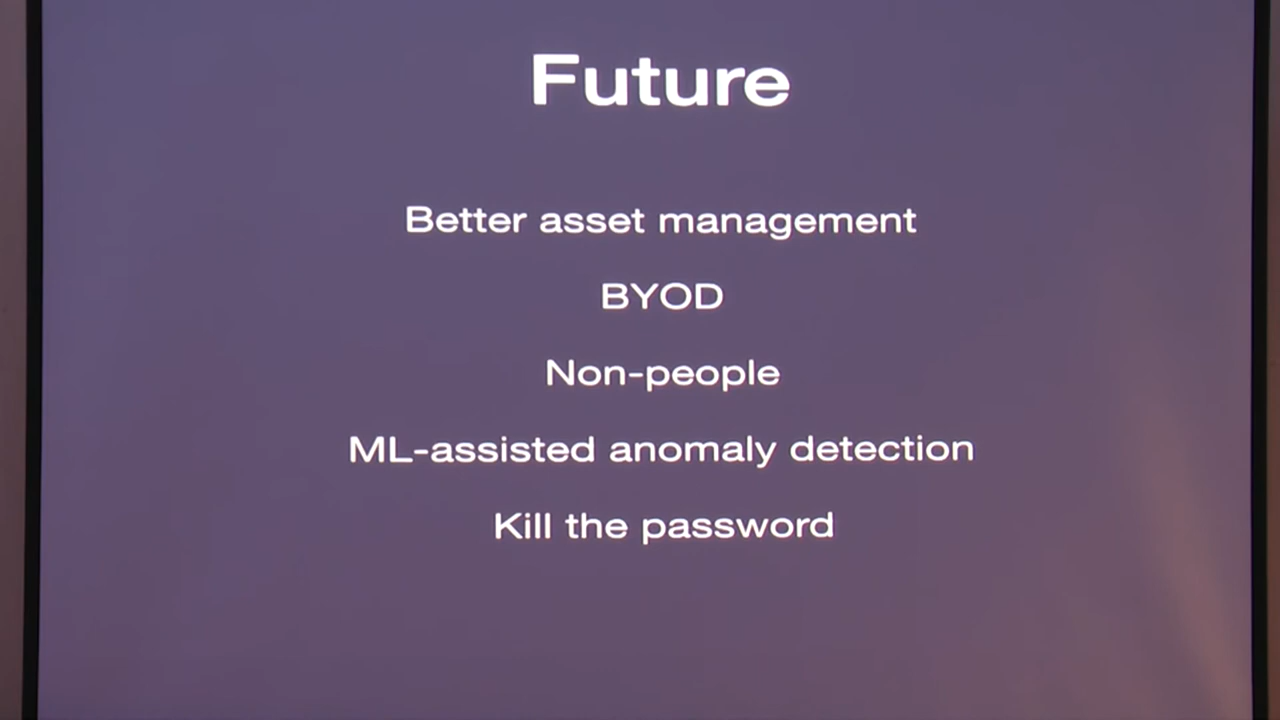 Future
Better asset management
BYOD
Non-people
ML-assisted anomaly detection
Kill the password